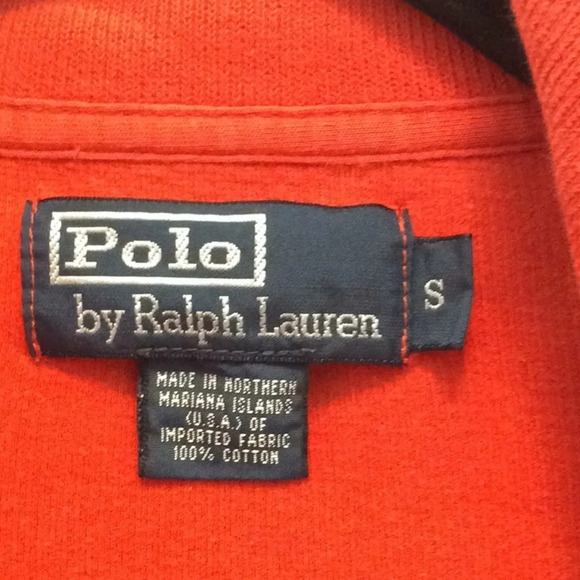 Polo
by Ralph Lauren
S
MADE IN NORTHERN
MARIANA ISLANDS
(U.S.A.) OF
IMPORTED FABRIC
100% COTTON